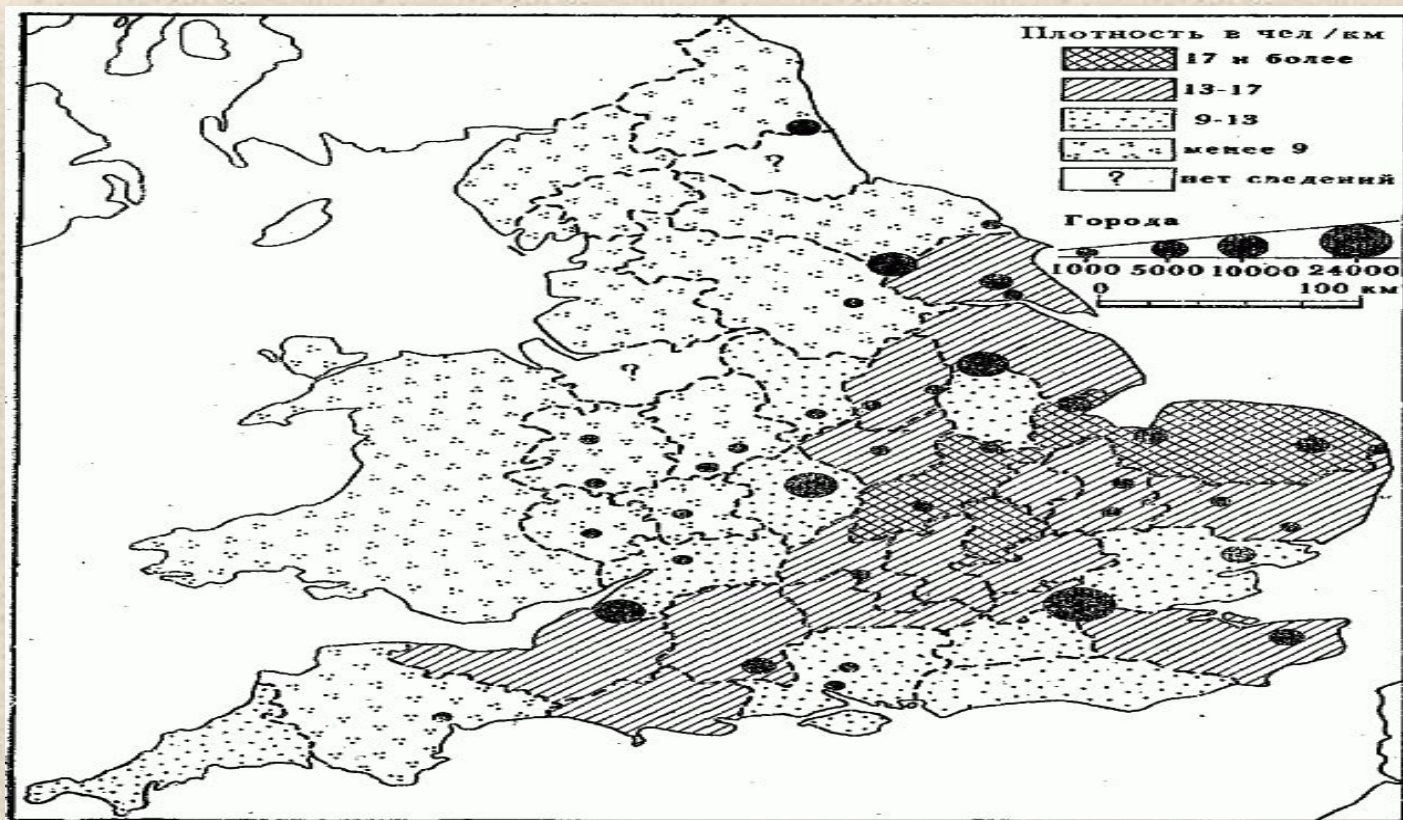 Плотность в чел /км
17 и более
13-17
9-13
менее 9
?
нет сведений
Города
1000 5000 10000 24000
0 100 км
?
?